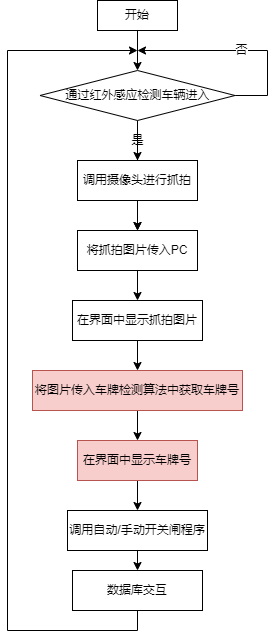 开始
否
通过红外感应检测车辆进入
是
调用摄像头进行抓拍
将抓拍图片传入PC
在界面中显示抓拍图片
将图片传入车牌检测算法中获取车牌号
在界面中显示车牌号
调用自动/手动开关闸程序
数据库交互